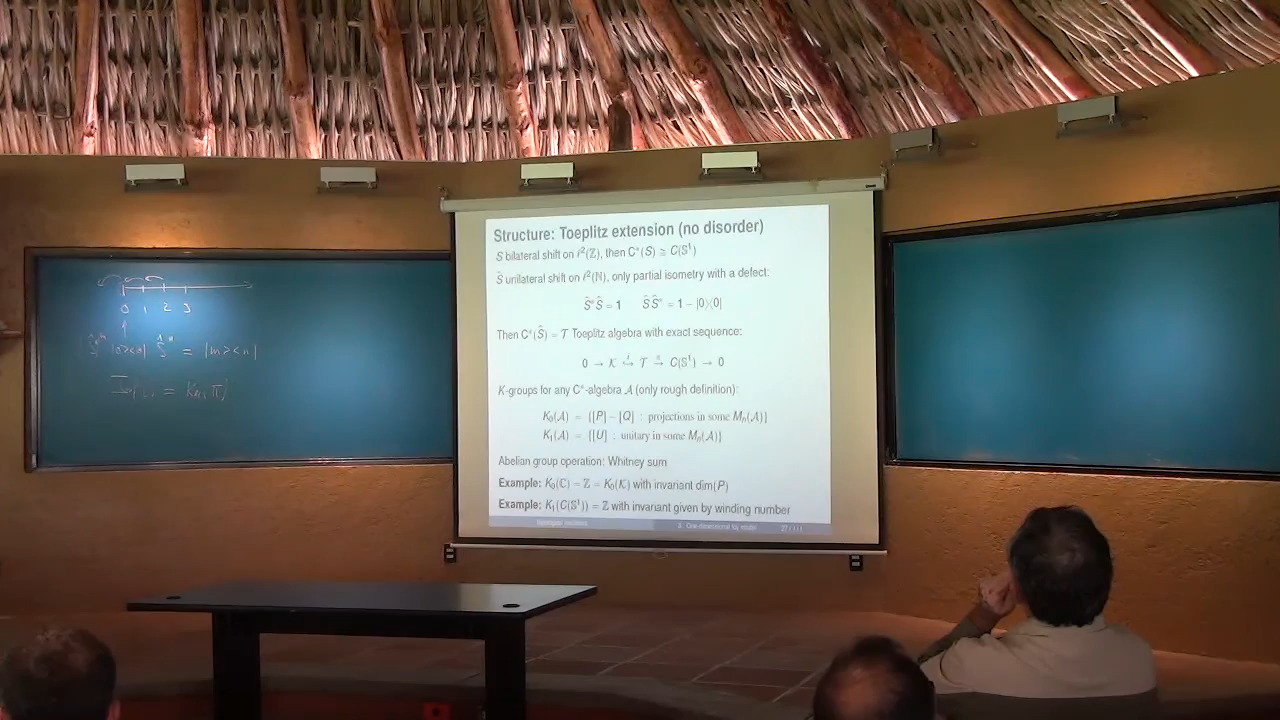 Structure: Toeplitz extension (no disorder)
S bilateral shift on ℓ²(ℤ), then C*(S) ≅ C(𝕊¹)
Ŝ unilateral shift on ℓ²(ℕ), only partial isometry with a defect:
Ŝ*Ŝ = 1 ŜŜ* = 1 − |0⟩⟨0|
Then C*(Ŝ) = 𝒯 Toeplitz algebra with exact sequence:
0 → 𝒦 ↪ 𝒯 → C(𝕊¹) → 0
K-groups for any C*-algebra 𝒜 (only rough definition):
K₀(𝒜) = {[P] − [Q] : projections in some Mₙ(𝒜)}
K₁(𝒜) = {[U] : unitary in some Mₙ(𝒜)}
Abelian group operation: Whitney sum
Example: K₀(ℂ) = ℤ = K₀(𝒦) with invariant dim(P)
Example: K₁(C(𝕊¹)) = ℤ with invariant given by winding number
0 1 2 3
|0><0| Ŝⁿ = |m><n|